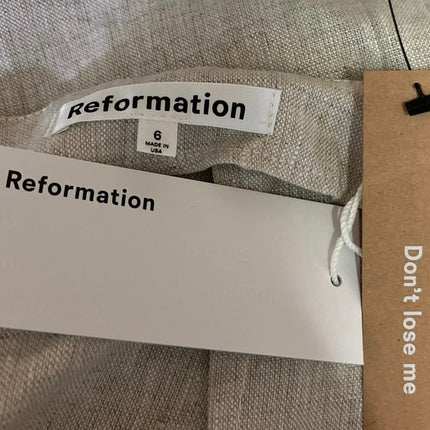 Reformation
6
MADE IN
USA
Reformation
Don't lose me